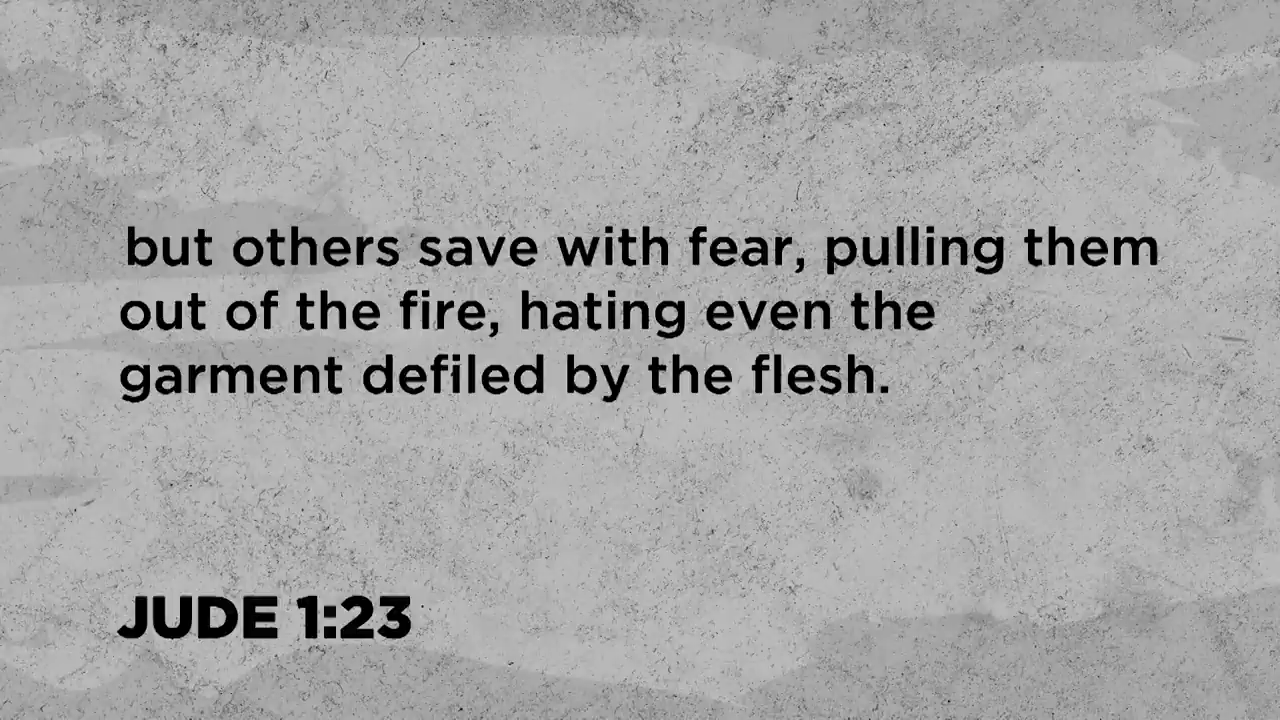 but others save with fear, pulling them
out of the fire, hating even the
garment defiled by the flesh.
JUDE 1:23